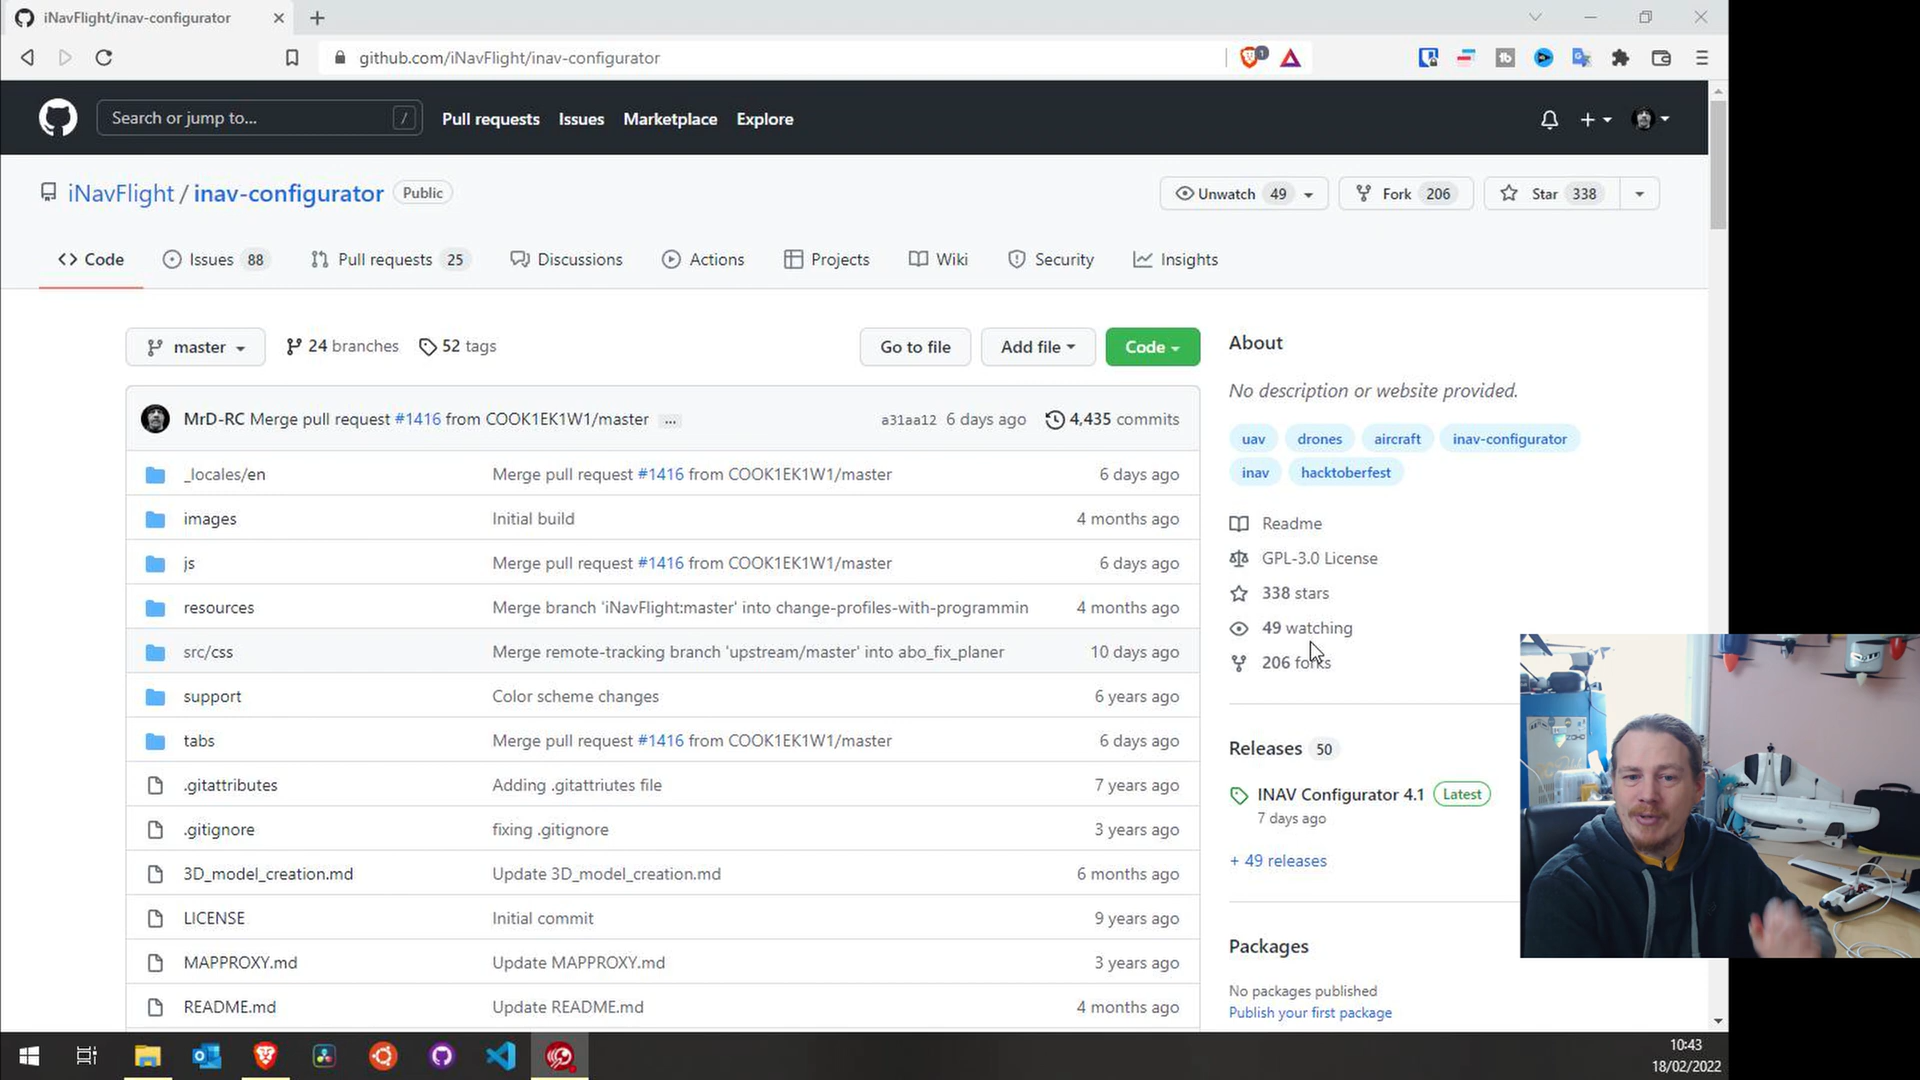 iNavFlight/inav-configurator
github.com/iNavFlight/inav-configurator
1
Search or jump to...
/
Pull requests
Issues
Marketplace
Explore
iNavFlight / inav-configurator
Public
Unwatch 49
Fork 206
Star 338
Code
Issues 88
Pull requests 25
Discussions
Actions
Projects
Wiki
Security
Insights
master
24 branches
52 tags
Go to file
Add file
Code
MrD-RC Merge pull request #1416 from COOK1EK1W1/master ... a31aa12 6 days ago 4,435 commits
_locales/en Merge pull request #1416 from COOK1EK1W1/master 6 days ago
images Initial build 4 months ago
js Merge pull request #1416 from COOK1EK1W1/master 6 days ago
resources Merge branch 'iNavFlight:master' into change-profiles-with-programmin 4 months ago
src/css Merge remote-tracking branch 'upstream/master' into abo_fix_planer 10 days ago
support Color scheme changes 6 years ago
tabs Merge pull request #1416 from COOK1EK1W1/master 6 days ago
.gitattributes Adding .gitattriutes file 7 years ago
.gitignore fixing .gitignore 3 years ago
3D_model_creation.md Update 3D_model_creation.md 6 months ago
LICENSE Initial commit 9 years ago
MAPPROXY.md Update MAPPROXY.md 3 years ago
README.md Update README.md 4 months ago
About
No description or website provided.
uav drones aircraft inav-configurator
inav hacktoberfest
Readme
GPL-3.0 License
338 stars
49 watching
206 forks
Releases 50
INAV Configurator 4.1 Latest
7 days ago
+ 49 releases
Packages
No packages published
Publish your first package
10:43
18/02/2022